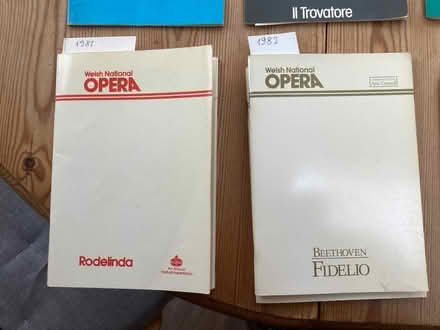 Il Trovatore
1981
1982
Welsh National
OPERA
Welsh National
OPERA
Rodelinda
BEETHOVEN
FIDELIO